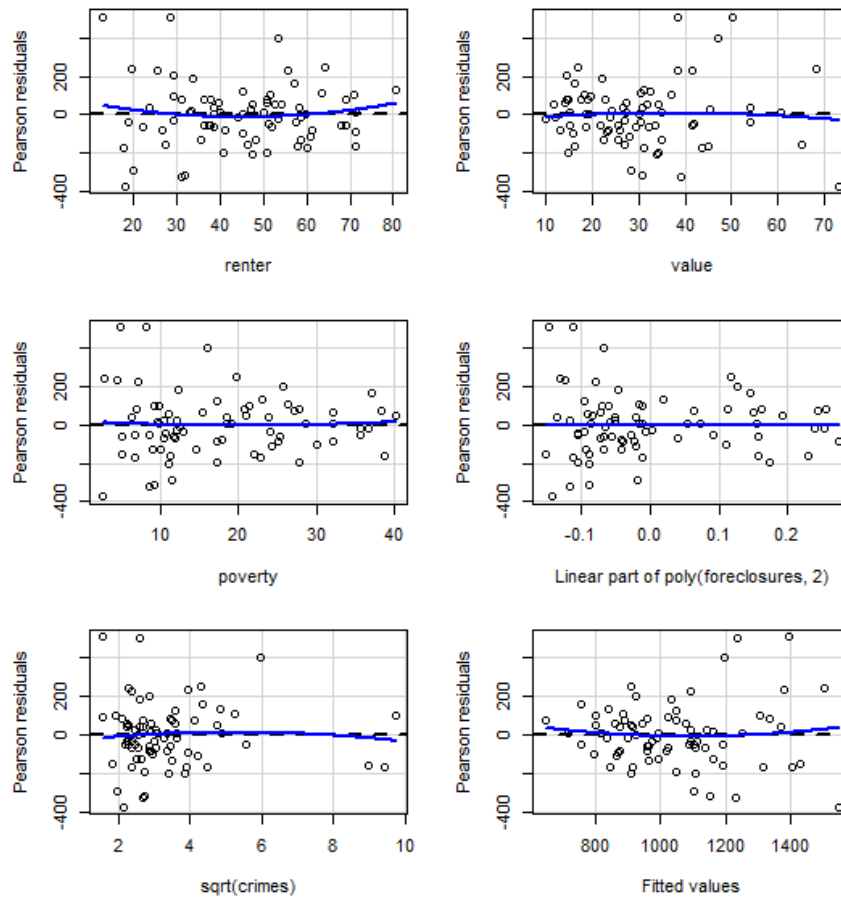 Pearson residuals
-400
0
200
20 30 40 50 60 70 80
renter
Pearson residuals
-400
0
200
10 20 30 40 50 60 70
value
Pearson residuals
-400
0
200
10 20 30 40
poverty
Pearson residuals
-400
0
200
-0.1 0.0 0.1 0.2
Linear part of poly(foreclosures, 2)
Pearson residuals
-400
0
200
2 4 6 8 10
sqrt(crimes)
Pearson residuals
-400
0
200
800 1000 1200 1400
Fitted values